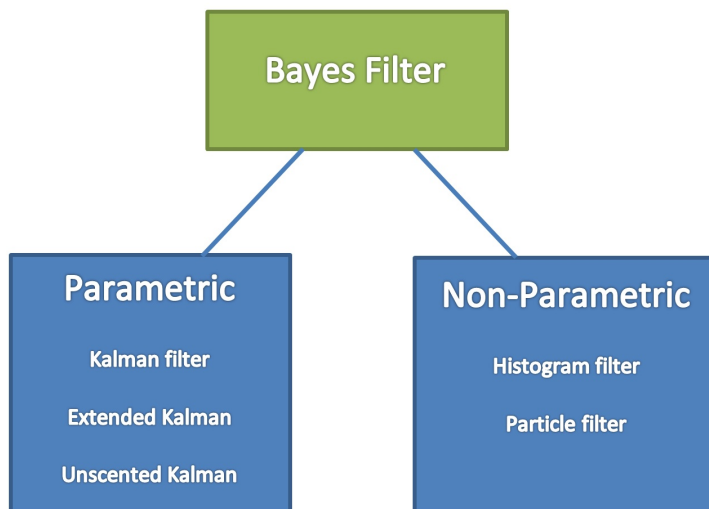 Bayes Filter
Parametric
Kalman filter
Extended Kalman
Unscented Kalman
Non-Parametric
Histogram filter
Particle filter